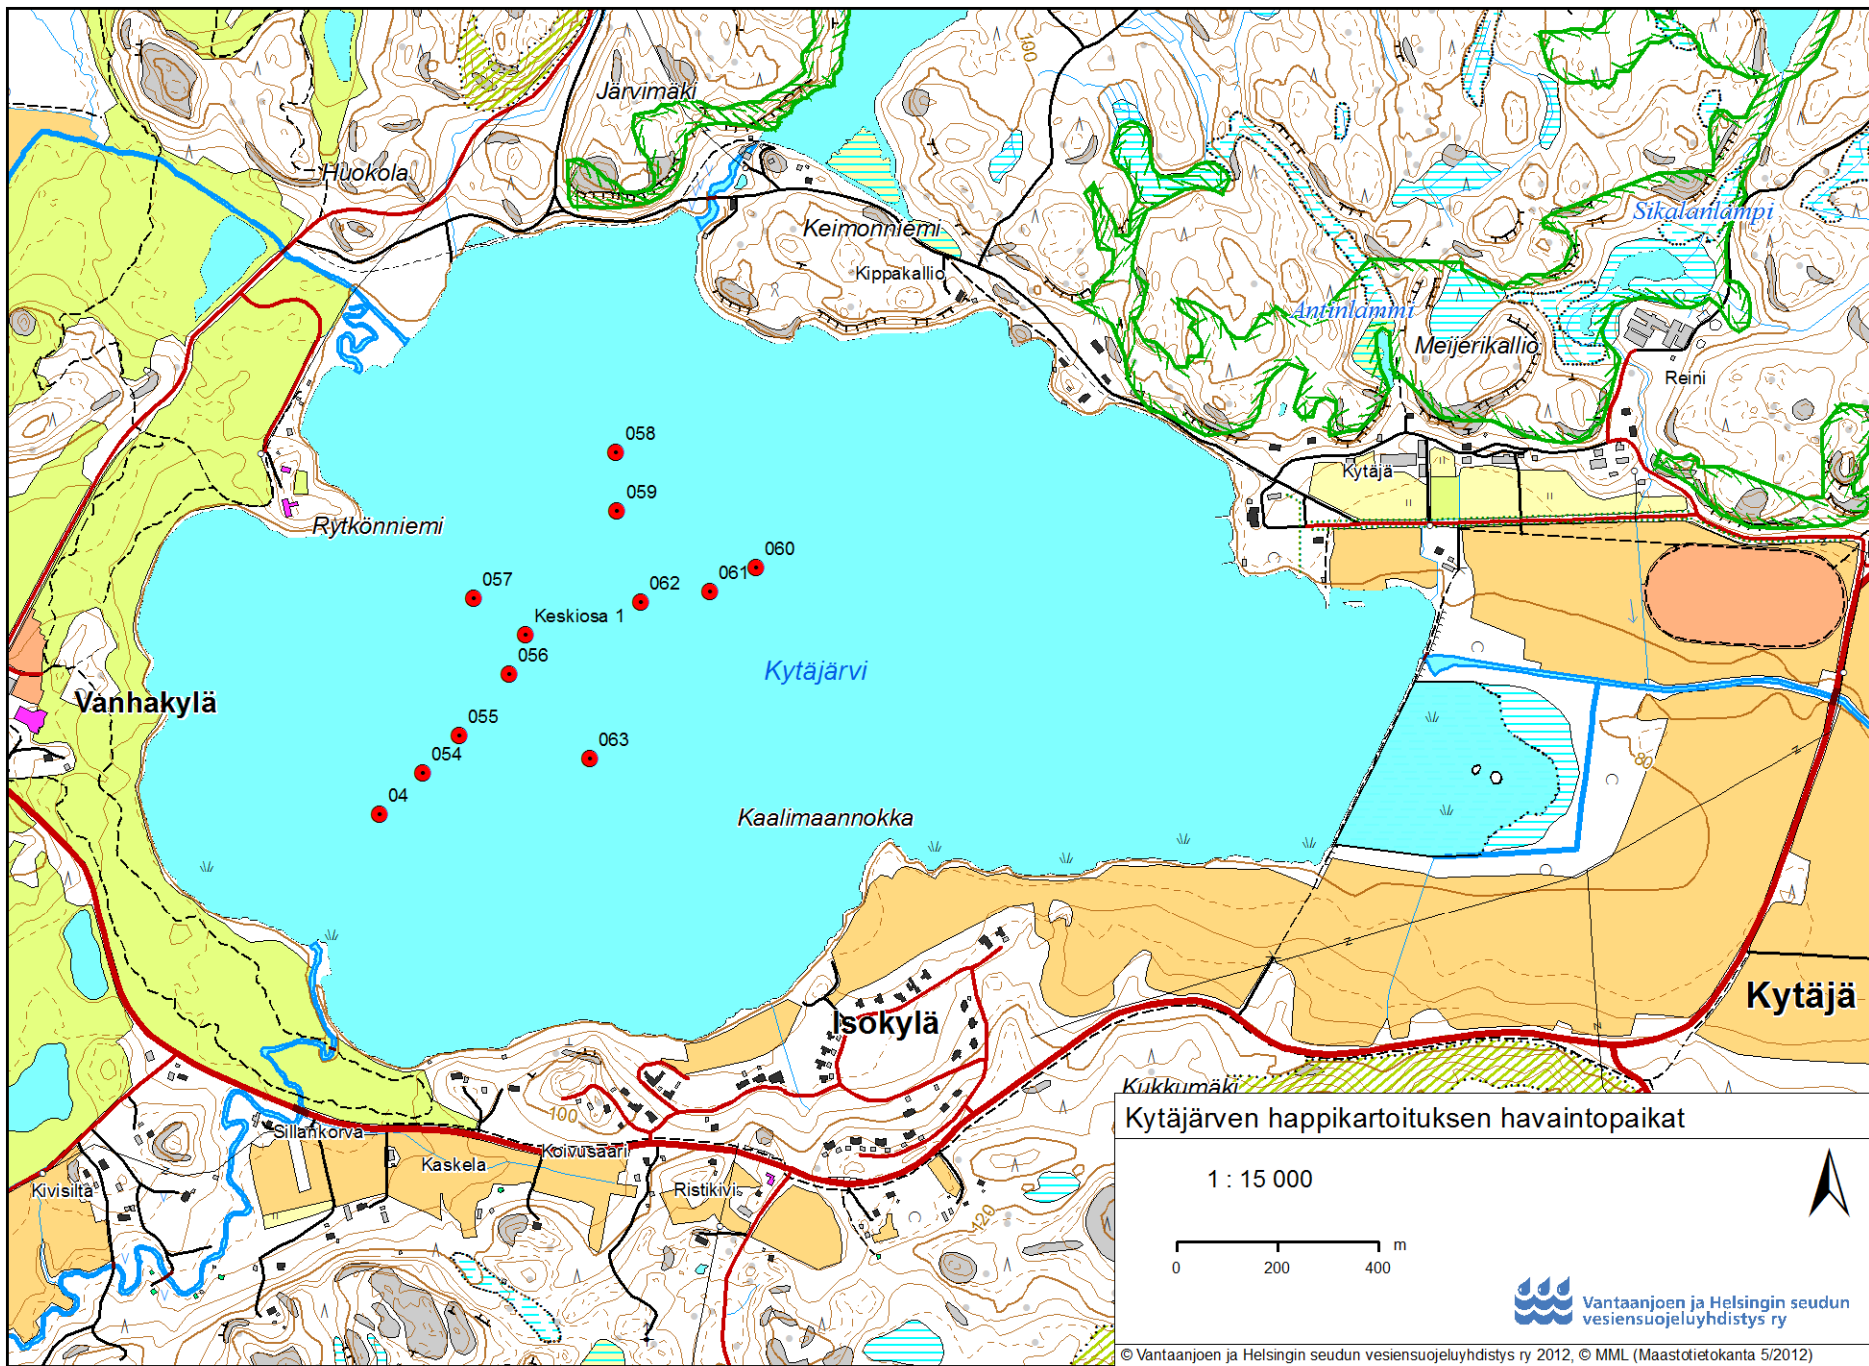 100
Järvimäki
Huokola
Keimonniemi
Kippakallio
Sikalanlampi
Antinlammi
Meijerikallio
Reini
058
Kytäjä
059
Rytkönniemi
060
061
062
057
Keskiosa 1
056
Kytäjärvi
Vanhakylä
055
063
054
80
04
Kaalimaannokka
Kytäjä
Isokylä
Kukkumäki
100
Sillankorva
Koivusaari
Kaskela
Kivisilta
Ristikivi
120
Kytäjärven happikartoituksen havaintopaikat
1 : 15 000
m
0 200 400
Vantaanjoen ja Helsingin seudun
vesiensuojeluyhdistys ry
© Vantaanjoen ja Helsingin seudun vesiensuojeluyhdistys ry 2012, © MML (Maastotietokanta 5/2012)